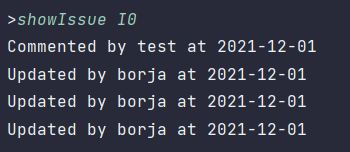 >showIssue I0
Commented by test at 2021-12-01
Updated by borja at 2021-12-01
Updated by borja at 2021-12-01
Updated by borja at 2021-12-01